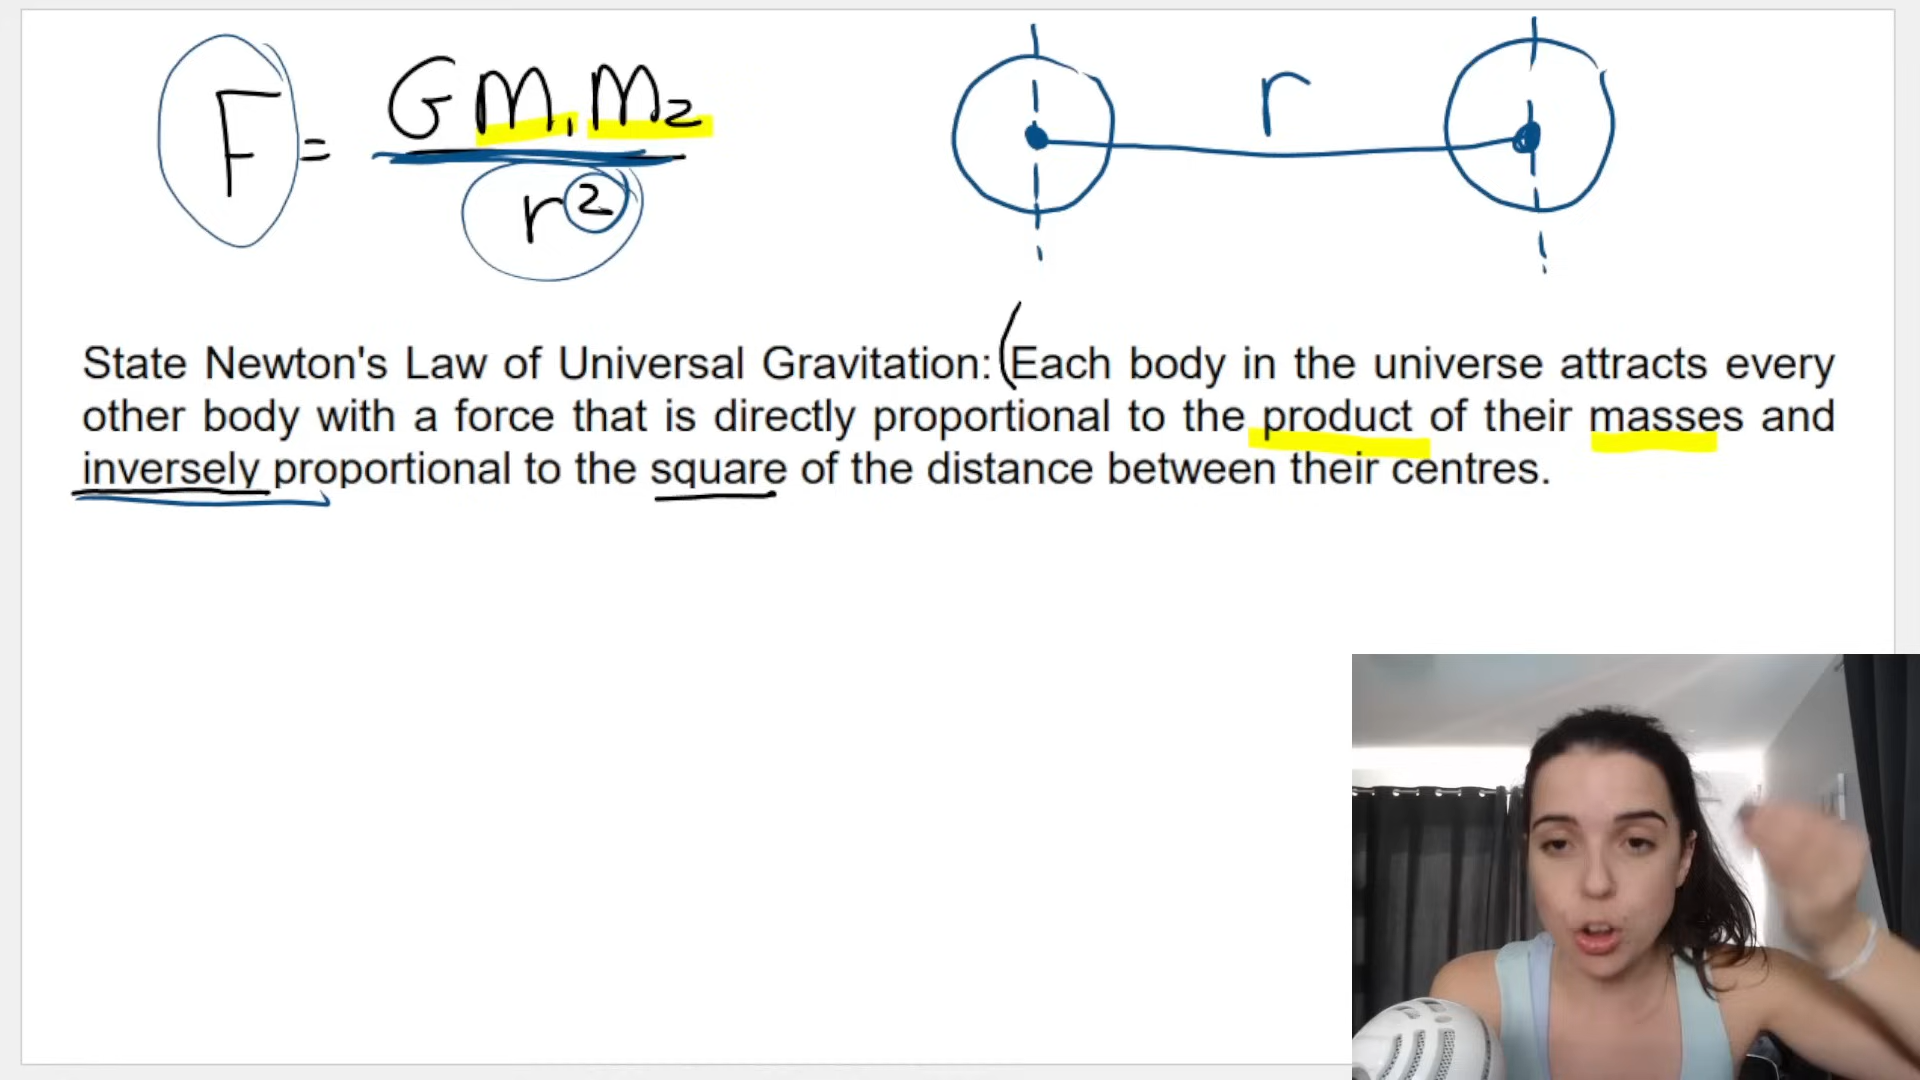 F = G m₁ m₂
r²
r
State Newton's Law of Universal Gravitation: (Each body in the universe attracts every
other body with a force that is directly proportional to the product of their masses and
inversely proportional to the square of the distance between their centres.